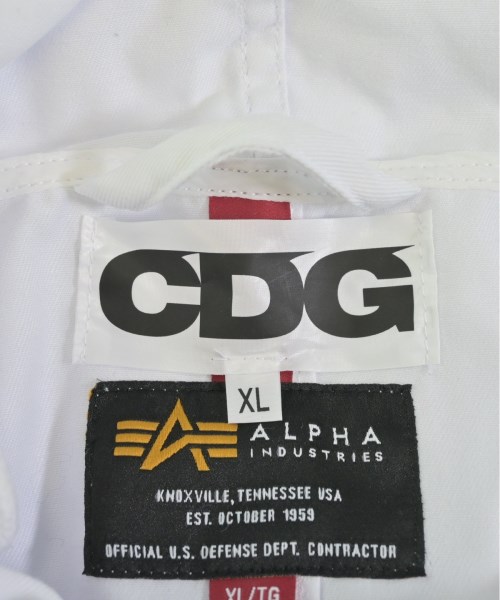 CDG
XL
ALPHA
INDUSTRIES
KNOXVILLE, TENNESSEE USA
EST. OCTOBER 1959
OFFICIAL U.S. DEFENSE DEPT. CONTRACTOR
XL/TG